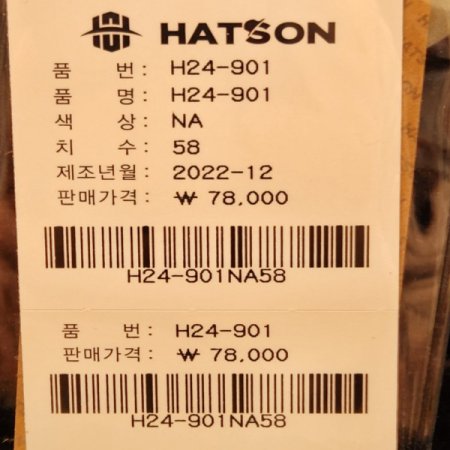 HATSON
품 번 : H24-901
품 명 : H24-901
색 상 : NA
치 수 : 58
제조년월 : 2022-12
판매가격 : ₩ 78,000
H24-901NA58
품 번 : H24-901
판매가격 : ₩ 78,000
H24-901NA58